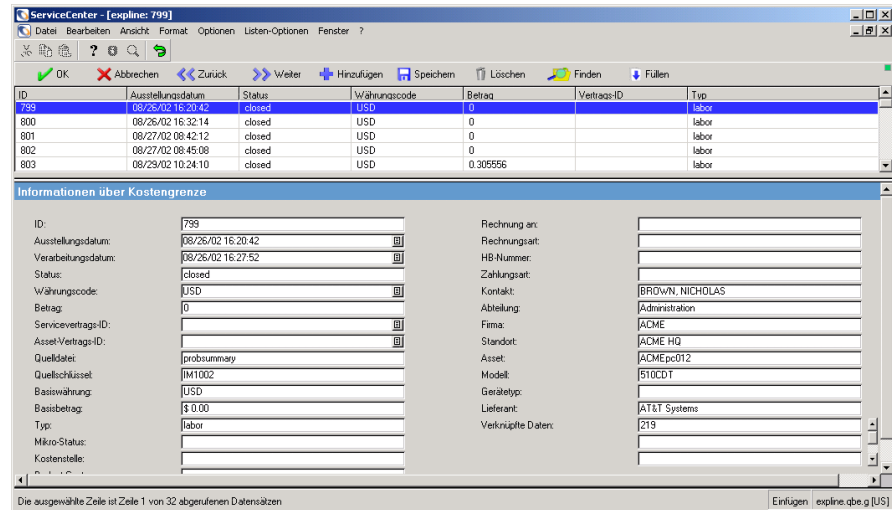 ServiceCenter - [expline: 799]
Datei Bearbeiten Ansicht Format Optionen Listen-Optionen Fenster ?
OK Abbrechen Zurück Weiter Hinzufügen Speichern Löschen Finden Füllen
ID Ausstellungsdatum Status Währungscode Betrag Vertrags-ID Typ
799 08/26/02 16:20:42 closed USD 0 labor
800 08/26/02 16:32:14 closed USD 0 labor
801 08/27/02 08:42:12 closed USD 0 labor
802 08/27/02 08:45:08 closed USD 0 labor
803 08/29/02 10:24:10 closed USD 0.305556 labor
Informationen über Kostengrenze
ID: 799 Rechnung an:
Ausstellungsdatum: 08/26/02 16:20:42 Rechnungsart:
Verarbeitungsdatum: 08/26/02 16:27:52 HB-Nummer:
Status: closed Zahlungsart:
Währungscode: USD Kontakt: BROWN, NICHOLAS
Betrag: 0 Abteilung: Administration
Servicevertrags-ID: Firma: ACME
Asset-Vertrags-ID: Standort: ACME HQ
Quelldatei: probsummary Asset: ACMEpc012
Quellschlüssel: IM1002 Modell: 510CDT
Basiswährung: USD Gerätetyp:
Basisbetrag: $ 0.00 Lieferant: AT&T Systems
Typ: labor Verknüpfte Daten: 219
Mikro-Status:
Kostenstelle:
Die ausgewählte Zeile ist Zeile 1 von 32 abgerufenen Datensätzen Einfügen expline.qbe.g [US]